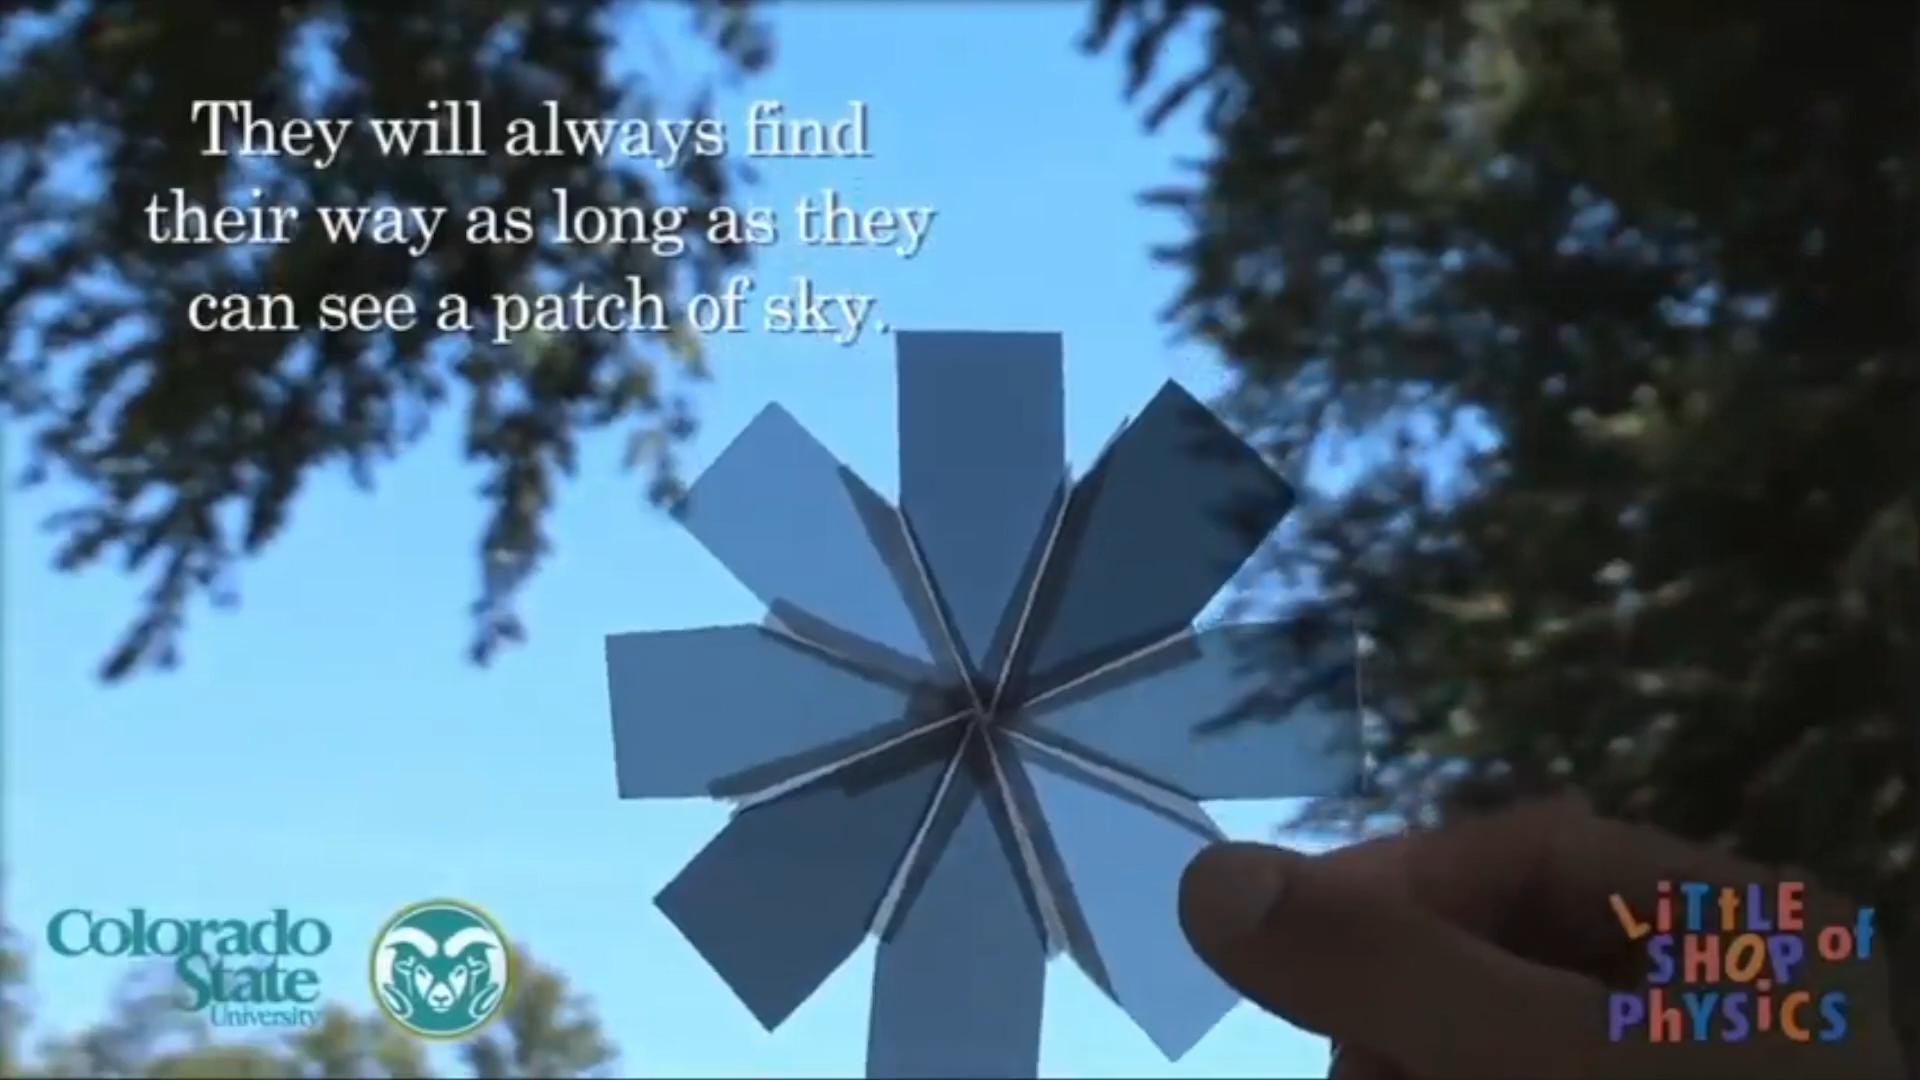 They will always find
their way as long as they
can see a patch of sky.
Colorado
State
University
LiTtLE
SHOP of
PhYSiCS